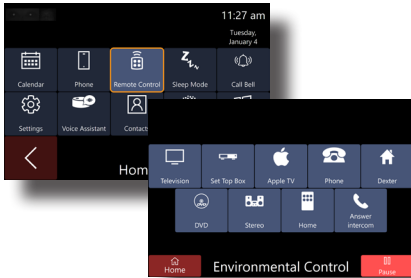 11:27 am
Tuesday,
January 4
Calendar
Phone
Remote Control
Sleep Mode
Call Bell
Settings
Voice Assistant
Contact
Hom
Television
Set Top Box
Apple TV
Phone
Dexter
DVD
Stereo
Home
Answer
intercom
Home
Environmental Control
Pause